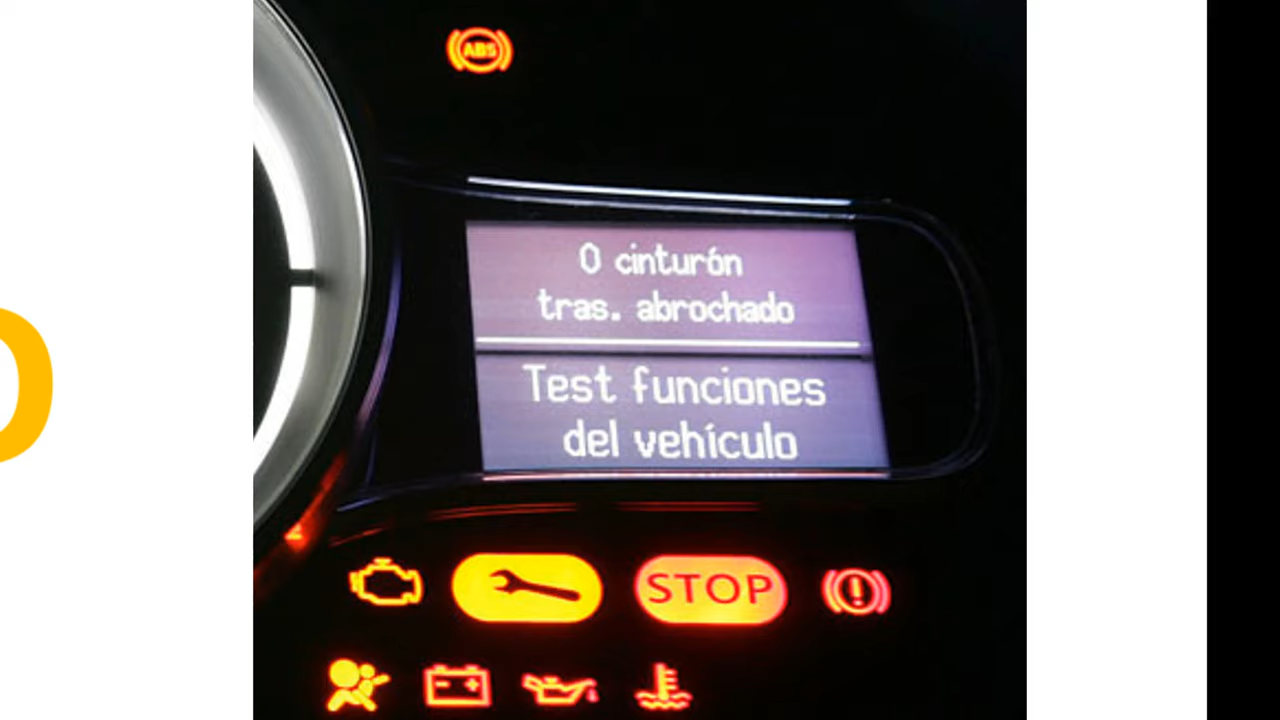 ABS
0 cinturón
tras. abrochado
Test funciones
del vehículo
STOP